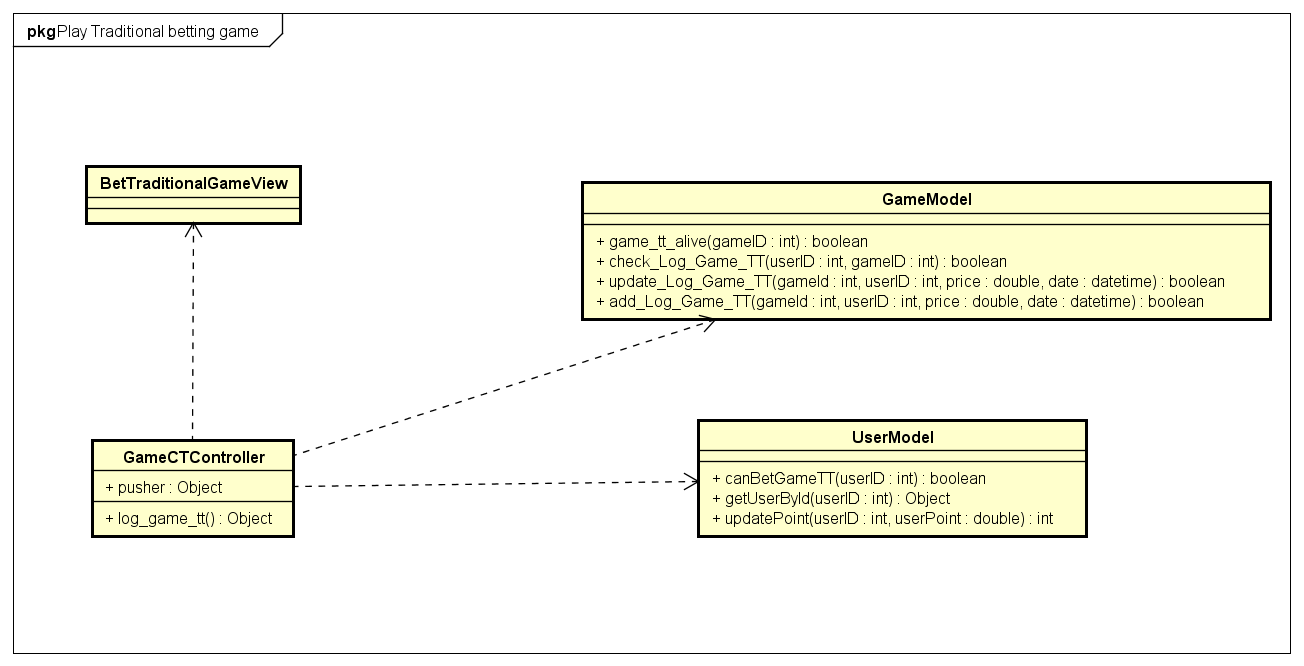 pkgPlay Traditional betting game
BetTraditionalGameView
GameModel
+ game_tt_alive(gameID : int) : boolean
+ check_Log_Game_TT(userID : int, gameID : int) : boolean
+ update_Log_Game_TT(gameId : int, userID : int, price : double, date : datetime) : boolean
+ add_Log_Game_TT(gameId : int, userID : int, price : double, date : datetime) : boolean
GameCTController
+ pusher : Object
+ log_game_tt() : Object
UserModel
+ canBetGameTT(userID : int) : boolean
+ getUserById(userID : int) : Object
+ updatePoint(userID : int, userPoint : double) : int